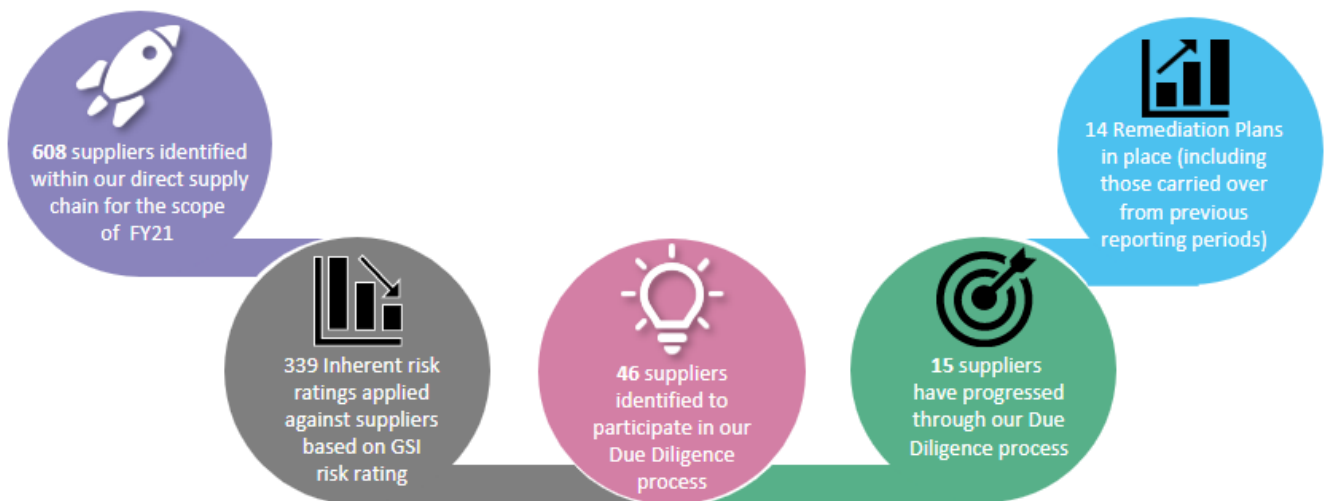 608 suppliers identified
within our direct supply
chain for the scope
of FY21
339 Inherent risk
ratings applied
against suppliers
based on GSI
risk rating
46 suppliers
identified to
participate in our
Due Diligence
process
15 suppliers
have progressed
through our Due
Diligence process
14 Remediation Plans
in place (including
those carried over
from previous
reporting periods)